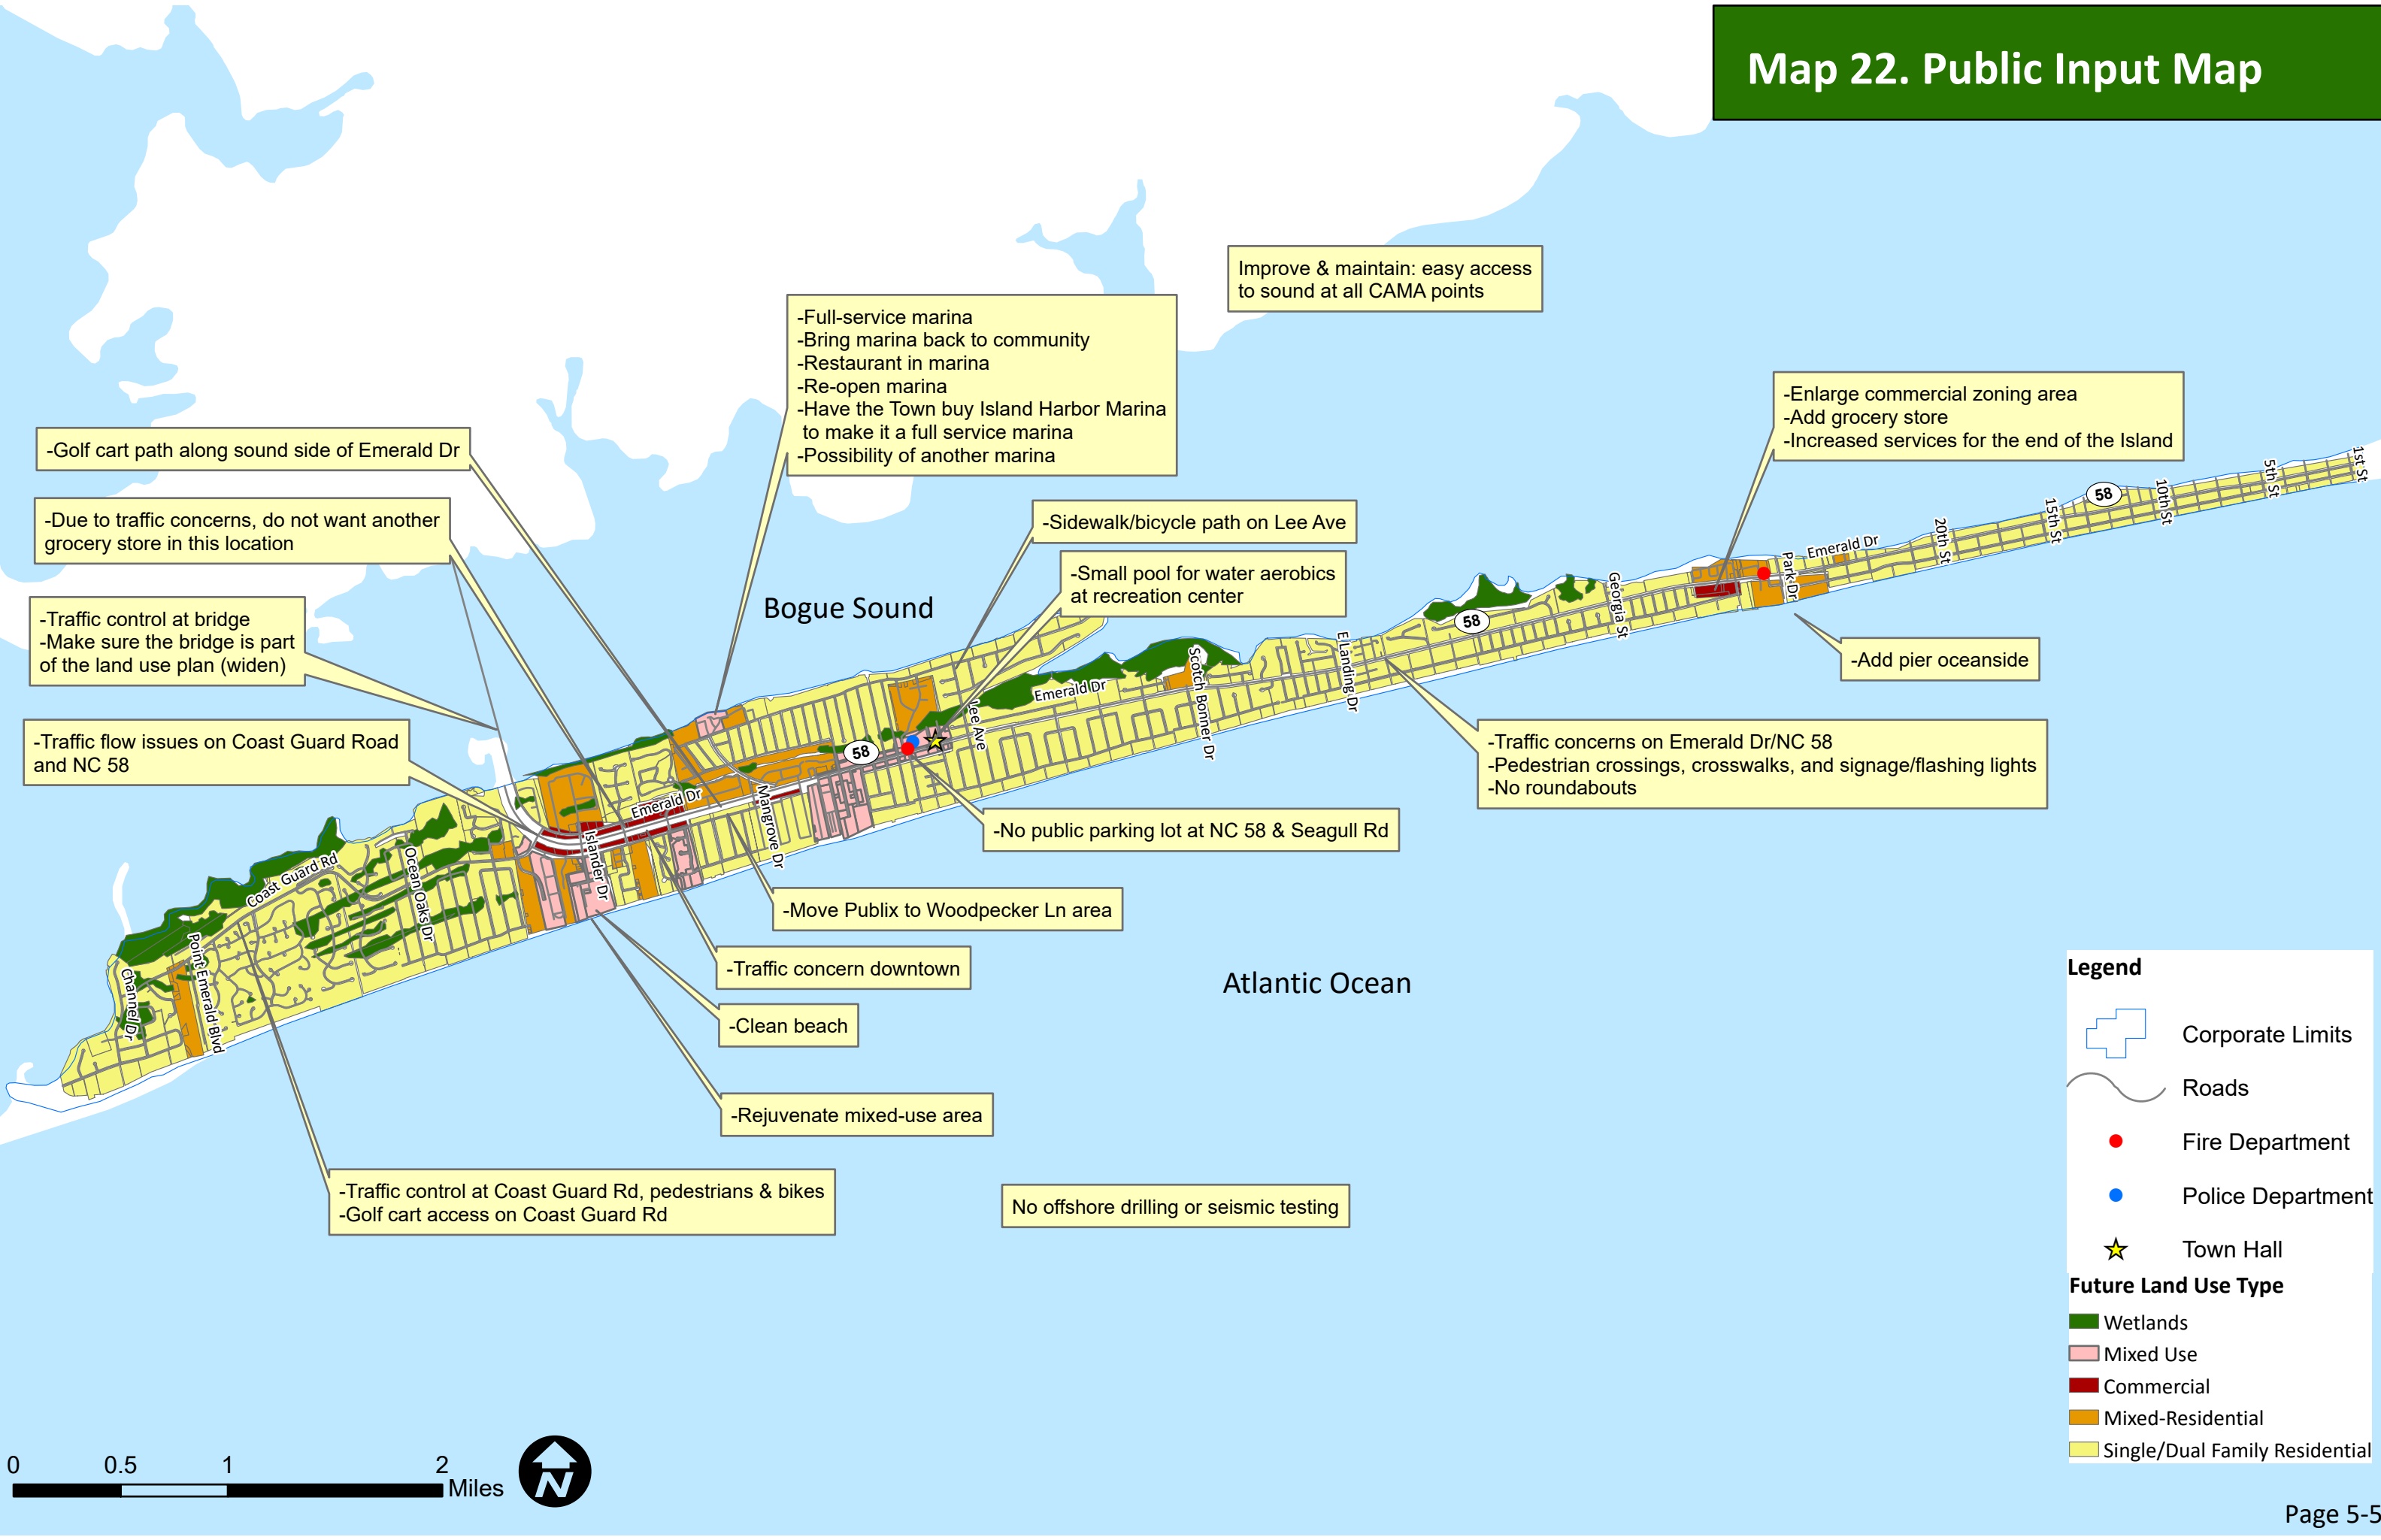 Map 22. Public Input Map
Improve & maintain: easy access
to sound at all CAMA points
-Full-service marina
-Bring marina back to community
-Restaurant in marina
-Re-open marina
-Have the Town buy Island Harbor Marina
to make it a full service marina
-Possibility of another marina
-Enlarge commercial zoning area
-Add grocery store
-Increased services for the end of the Island
-Golf cart path along sound side of Emerald Dr
-Due to traffic concerns, do not want another
grocery store in this location
-Sidewalk/bicycle path on Lee Ave
-Small pool for water aerobics
at recreation center
-Traffic control at bridge
-Make sure the bridge is part
of the land use plan (widen)
-Traffic flow issues on Coast Guard Road
and NC 58
Bogue Sound
-Add pier oceanside
-Traffic concerns on Emerald Dr/NC 58
-Pedestrian crossings, crosswalks, and signage/flashing lights
-No roundabouts
-No public parking lot at NC 58 & Seagull Rd
-Move Publix to Woodpecker Ln area
-Traffic concern downtown
-Clean beach
-Rejuvenate mixed-use area
-Traffic control at Coast Guard Rd, pedestrians & bikes
-Golf cart access on Coast Guard Rd
No offshore drilling or seismic testing
Atlantic Ocean
Channel Dr
Point Emerald Blvd
Coast Guard Rd
Ocean Oaks Dr
Islander Dr
Emerald Dr
Mangrove Dr
58
Lee Ave
Emerald Dr
Scotch Bonner Dr
E Landing Dr
58
Georgia St
Park Dr
Emerald Dr
20th St
15th St
58
10th St
5th St
1st St
Legend
Corporate Limits
Roads
Fire Department
Police Department
Town Hall
Future Land Use Type
Wetlands
Mixed Use
Commercial
Mixed-Residential
Single/Dual Family Residential
0 0.5 1 2
Miles
N
Page 5-5